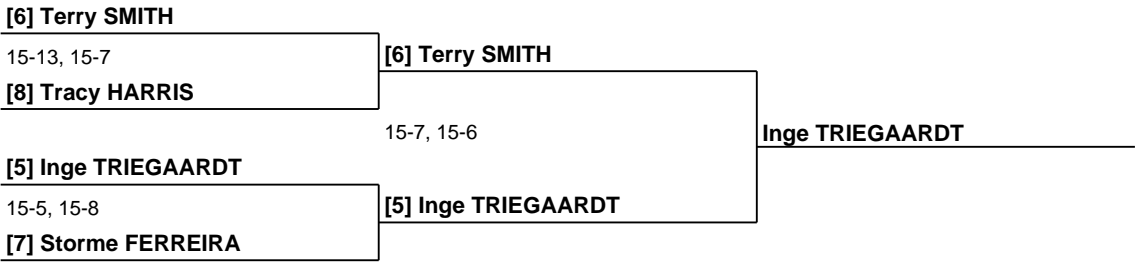 [6] Terry SMITH
15-13, 15-7
[6] Terry SMITH
[8] Tracy HARRIS
15-7, 15-6
Inge TRIEGAARDT
[5] Inge TRIEGAARDT
15-5, 15-8
[5] Inge TRIEGAARDT
[7] Storme FERREIRA